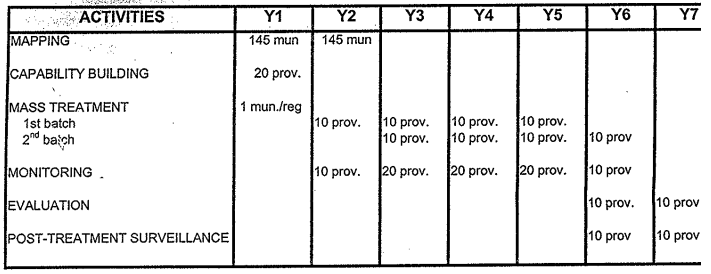 ACTIVITIES Y1 Y2 Y3 Y4 Y5 Y6 Y7
MAPPING 145 mun 145 mun
CAPABILITY BUILDING 20 prov.
MASS TREATMENT 1 mun./reg
1st batch 10 prov. 10 prov. 10 prov. 10 prov.
2nd batch 10 prov. 10 prov. 10 prov. 10 prov
MONITORING 10 prov. 20 prov. 20 prov. 20 prov. 10 prov
EVALUATION 10 prov. 10 prov
POST-TREATMENT SURVEILLANCE 10 prov 10 prov